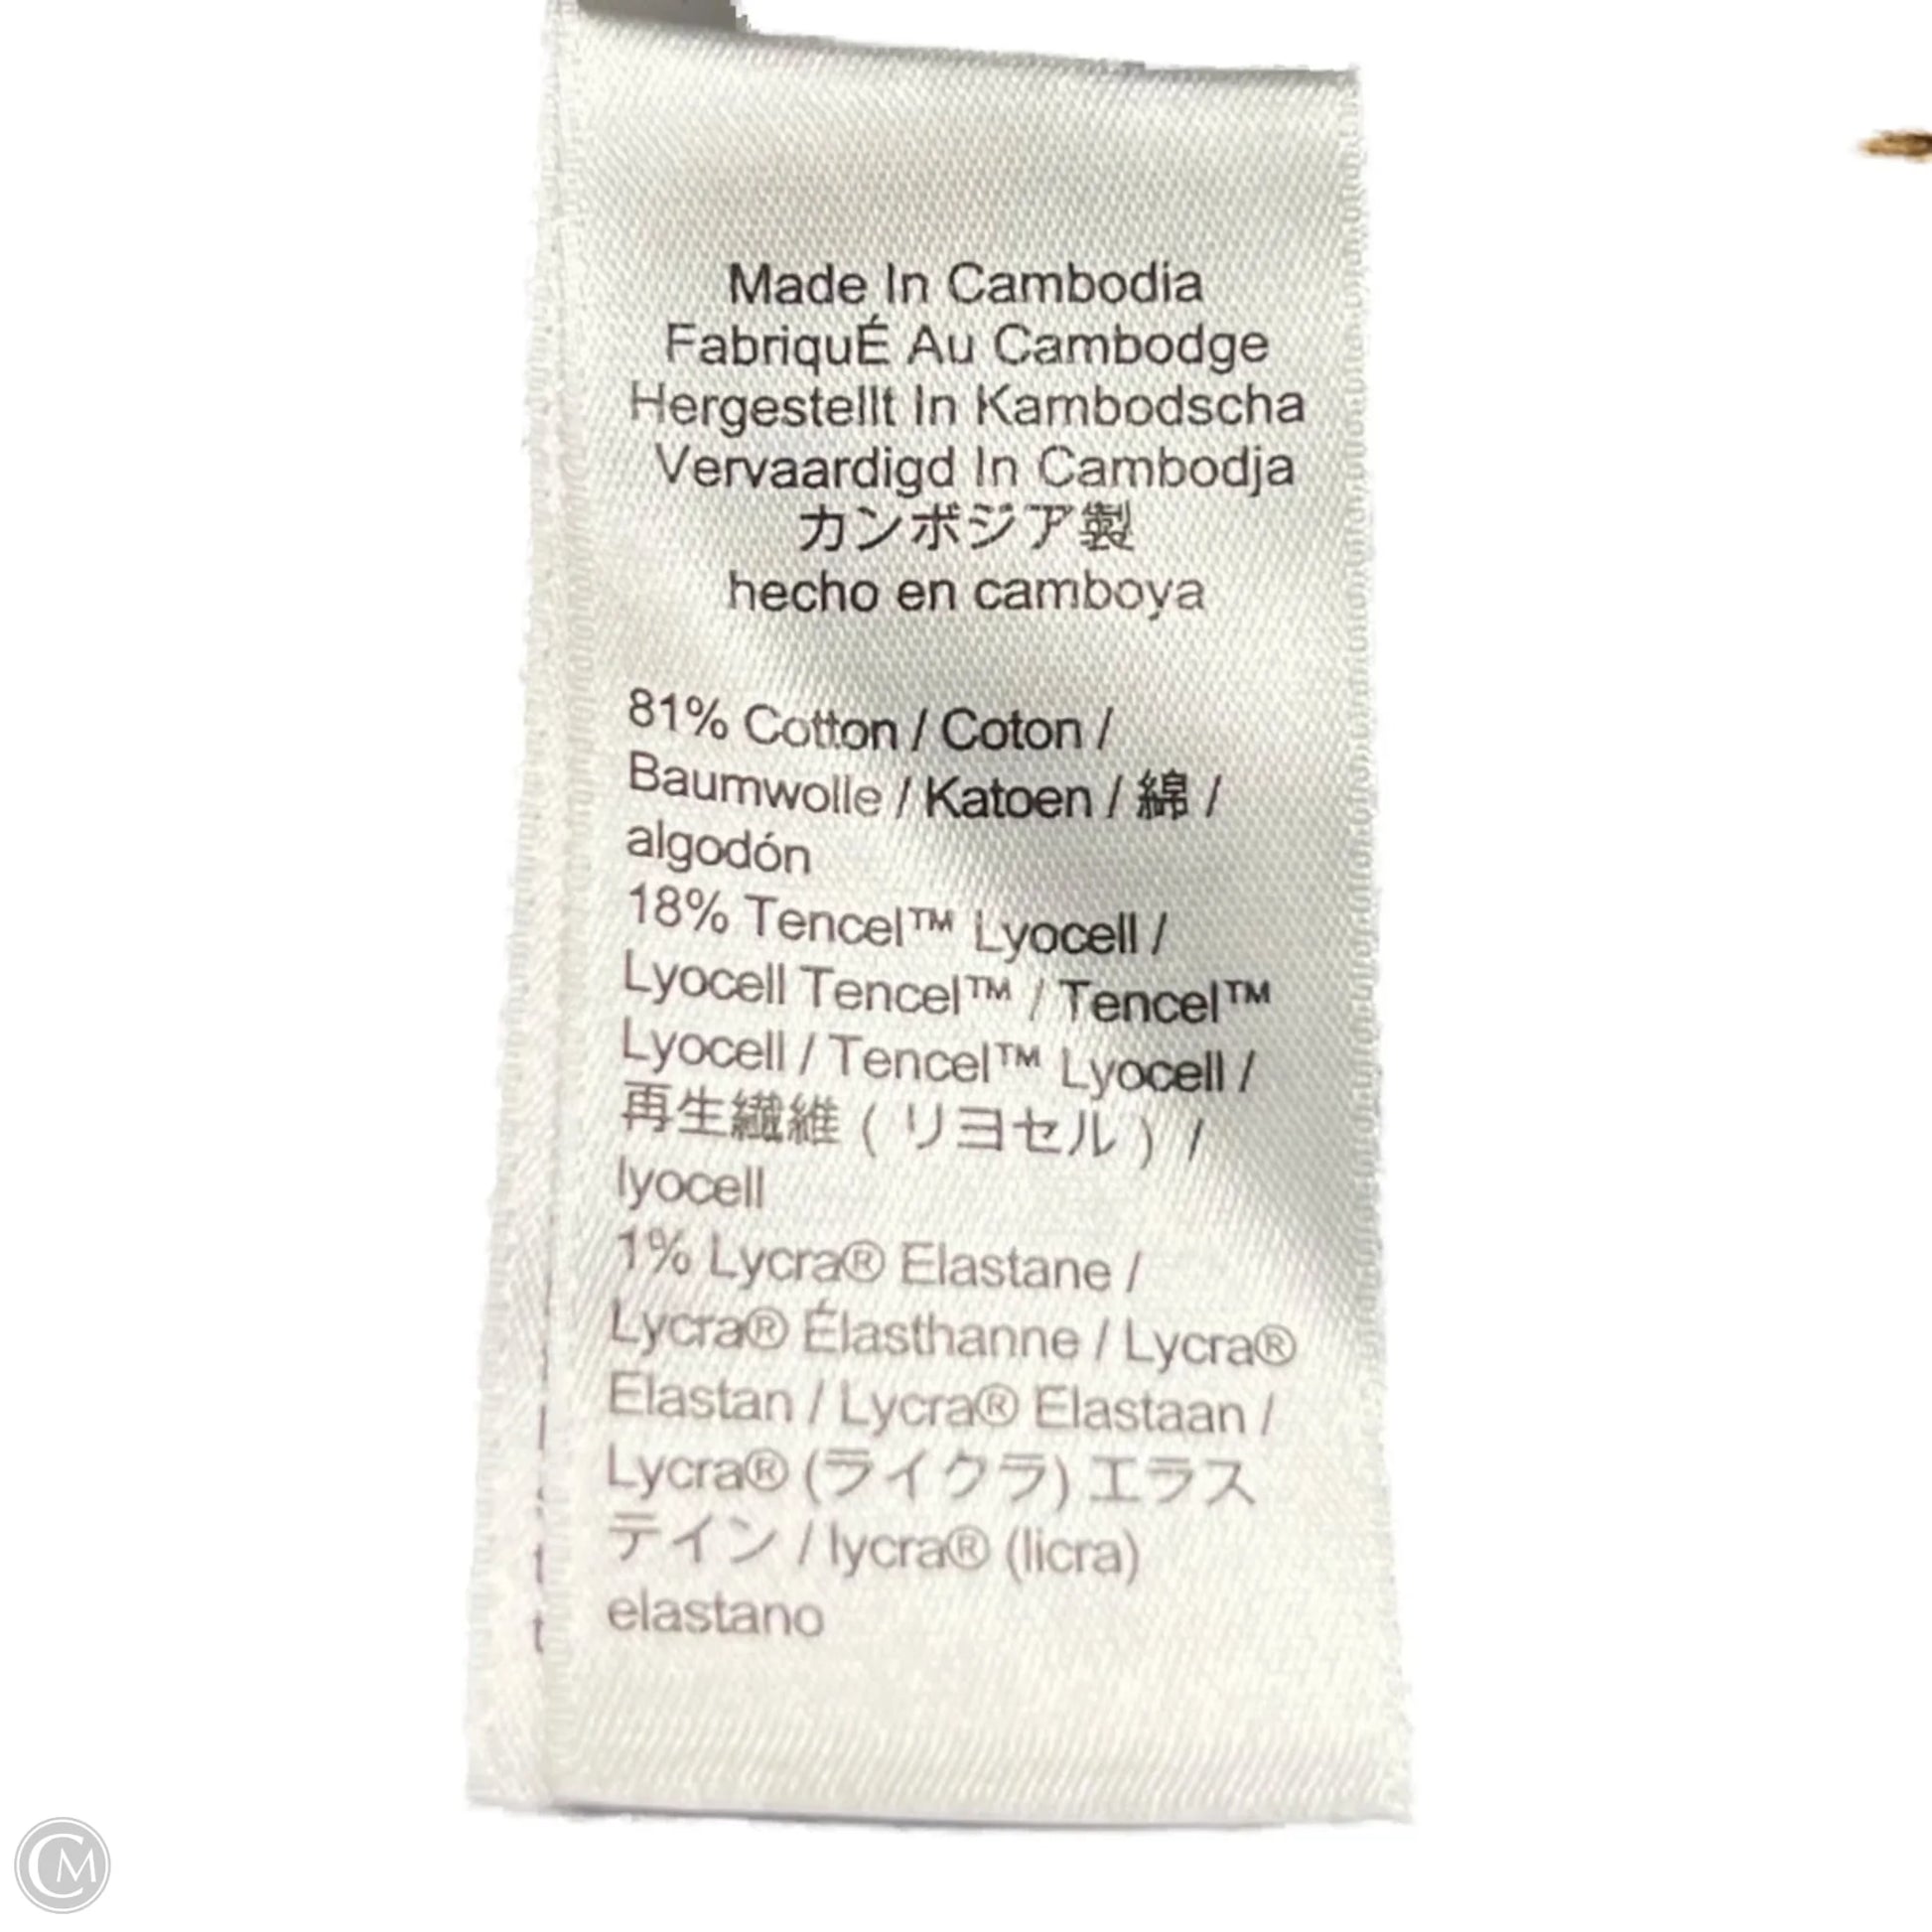 Made In Cambodia
FabriquÉ Au Cambodge
Hergestellt In Kambodscha
Vervaardigd In Cambodja
カンボジア製
hecho en camboya
81% Cotton / Coton /
Baumwolle / Katoen / 綿 /
algodón
18% Tencel™ Lyocell /
Lyocell Tencel™ / Tencel™
Lyocell / Tencel™ Lyocell /
再生繊維 ( リヨセル ) /
lyocell
1% Lycra® Elastane /
Lycra® Élasthanne / Lycra®
Elastan / Lycra® Elastaan /
Lycra® (ライクラ) エラス
テイン / lycra® (licra)
elastano
CM